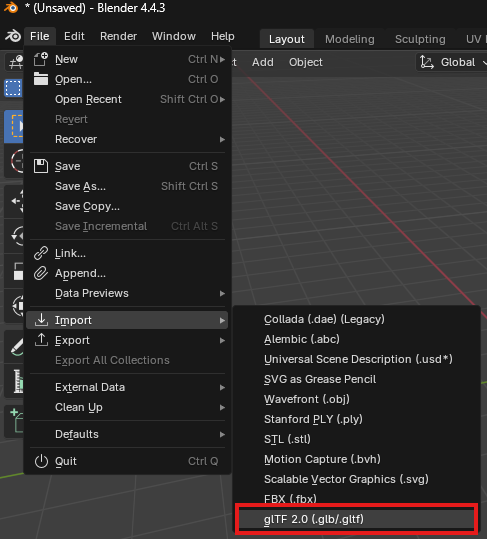 * (Unsaved) - Blender 4.4.3
File Edit Render Window Help Layout Modeling Sculpting UV
Add Object Global
New Ctrl N
Open... Ctrl O
Open Recent Shift Ctrl O
Revert
Recover
Save Ctrl S
Save As... Shift Ctrl S
Save Copy...
Save Incremental Ctrl Alt S
Link...
Append...
Data Previews
Import
Export
Export All Collections
External Data
Clean Up
Defaults
Quit Ctrl Q
Collada (.dae) (Legacy)
Alembic (.abc)
Universal Scene Description (.usd*)
SVG as Grease Pencil
Wavefront (.obj)
Stanford PLY (.ply)
STL (.stl)
Motion Capture (.bvh)
Scalable Vector Graphics (.svg)
FBX (.fbx)
glTF 2.0 (.glb/.gltf)